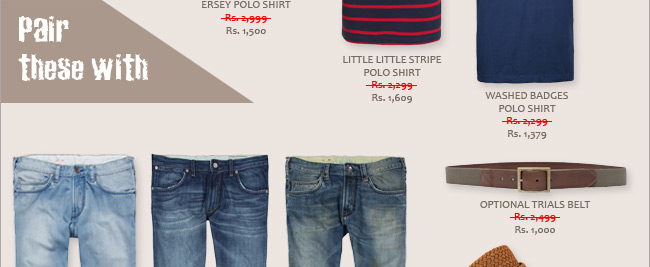 ERSEY POLO SHIRT
Rs. 2,999
Rs. 1,500
Pair
these with
LITTLE LITTLE STRIPE
POLO SHIRT
Rs. 2,299
Rs. 1,609
WASHED BADGES
POLO SHIRT
Rs. 2,299
Rs. 1,379
OPTIONAL TRIALS BELT
Rs. 2,499
Rs. 1,000